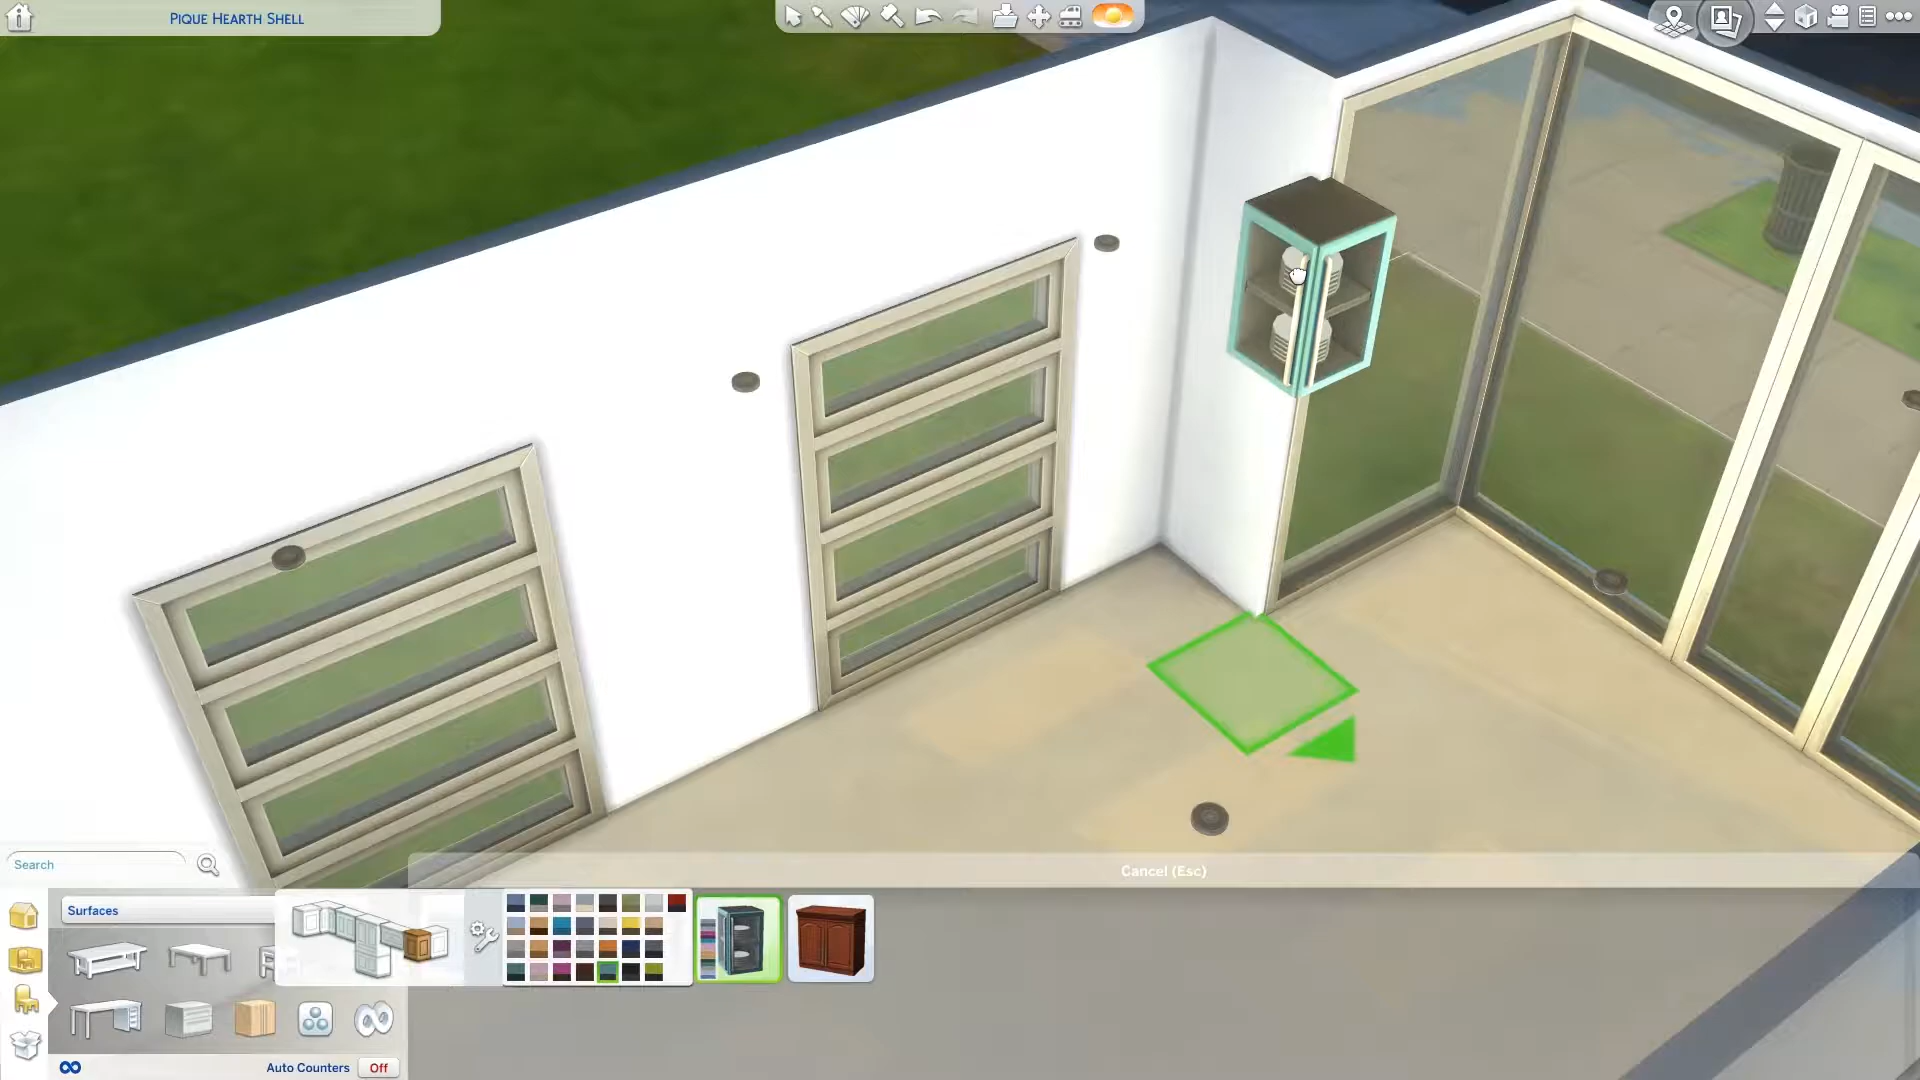 PIQUE HEARTH SHELL
Cancel (Esc)
Search
Surfaces
Auto Counters Off